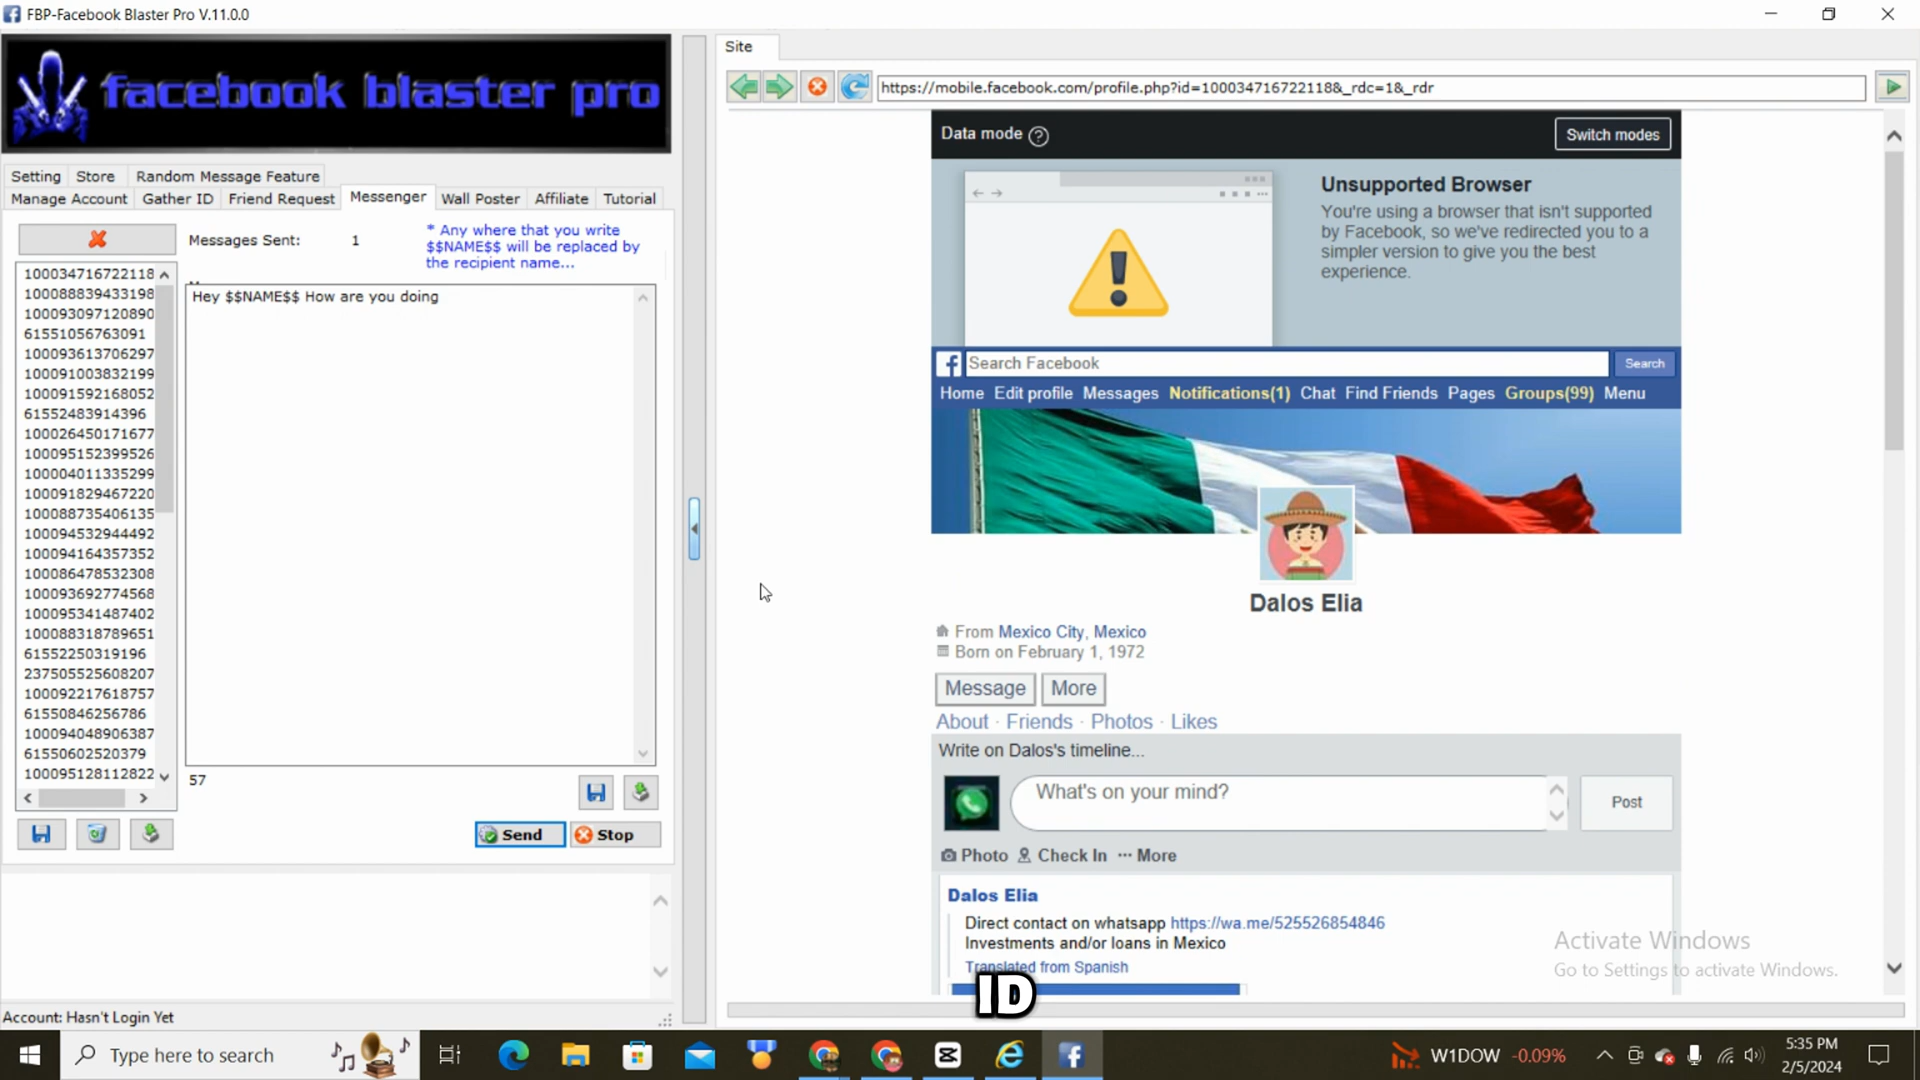 FBP-Facebook Blaster Pro V.11.0.0
facebook blaster pro
Setting Store Random Message Feature
Manage Account Gather ID Friend Request Messenger Wall Poster Affiliate Tutorial
Messages Sent: 1
* Any where that you write
$$NAME$$ will be replaced by
the recipient name...
100034716722118
100088839433198
100093097120890
61551056763091
100093613706297
100091003832199
100091592168052
61552483914396
100026450171677
100095152399526
100004011335299
100091829467220
100088735406135
100094532944492
100094164357352
100086478532308
100093692774568
100095341487402
100088318789651
61552250319196
237505525608207
100092217618757
61550846256786
100094048906387
61550602520379
100095128112822
Hey $$NAME$$ How are you doing
57
Send Stop
Account: Hasn't Login Yet
Site
https://mobile.facebook.com/profile.php?id=100034716722118&_rdc=1&_rdr
Data mode ?
Switch modes
Unsupported Browser
You're using a browser that isn't supported
by Facebook, so we've redirected you to a
simpler version to give you the best
experience.
Search Facebook Search
Home Edit profile Messages Notifications(1) Chat Find Friends Pages Groups(99) Menu
Dalos Elia
From Mexico City, Mexico
Born on February 1, 1972
Message More
About · Friends · Photos · Likes
Write on Dalos's timeline...
What's on your mind?
Post
Photo Check In ··· More
Dalos Elia
Direct contact on whatsapp https://wa.me/525526854846
Investments and/or loans in Mexico
Translated from Spanish
ID
Activate Windows
Go to Settings to activate Windows.
Type here to search
W1DOW -0.09%
5:35 PM
2/5/2024